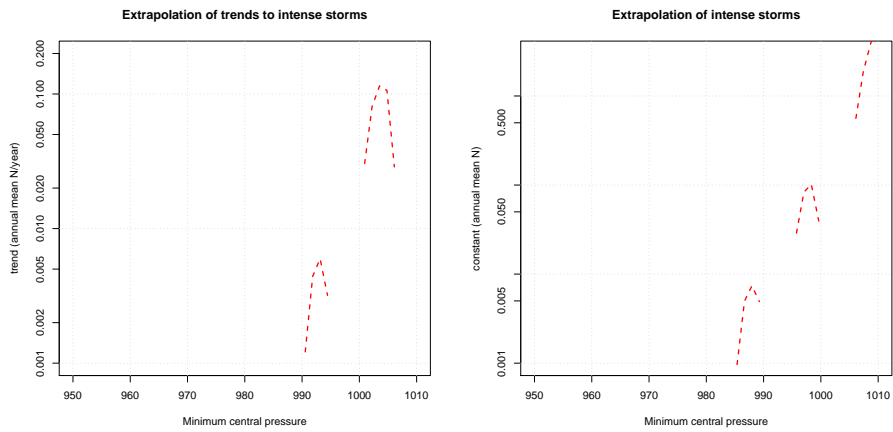 Extrapolation of trends to intense storms
trend (annual mean N/year)
0.200
0.100
0.050
0.020
0.010
0.005
0.002
0.001
950 960 970 980 990 1000 1010
Minimum central pressure
Extrapolation of intense storms
constant (annual mean N)
0.500
0.050
0.005
0.001
950 960 970 980 990 1000 1010
Minimum central pressure